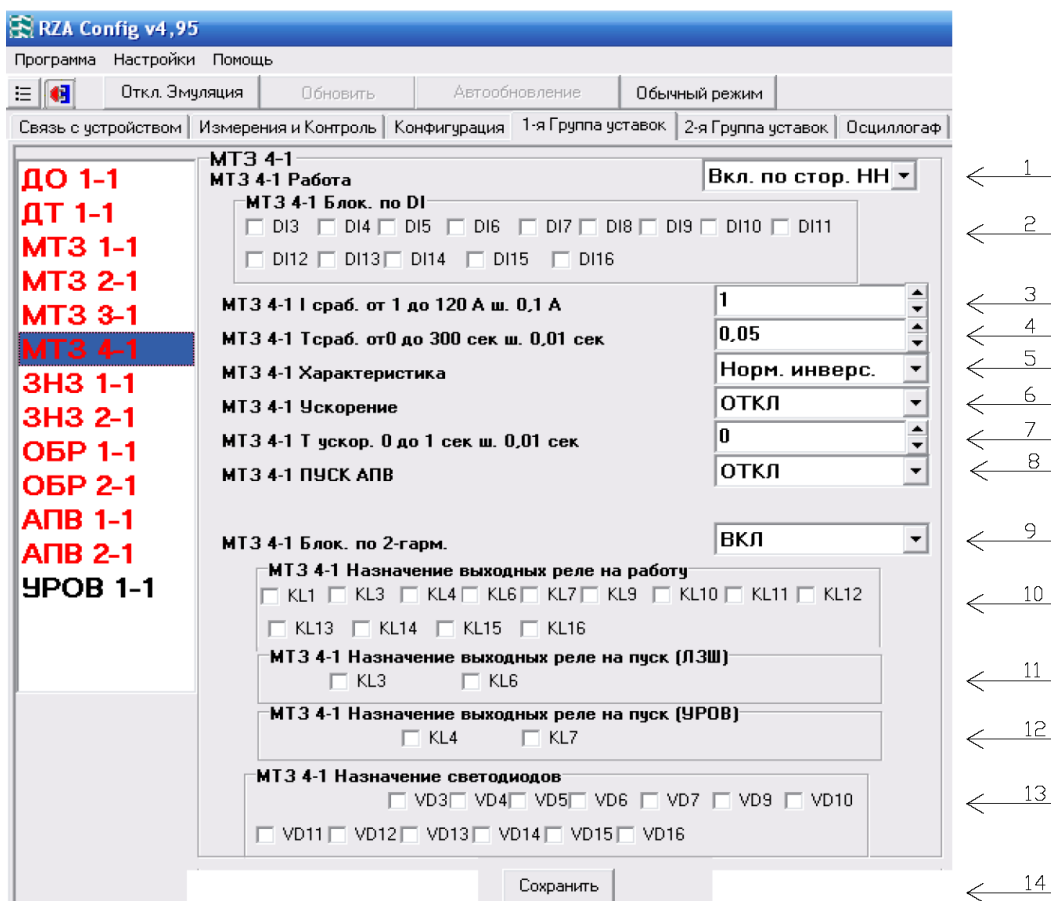 RZA Config v4,95
Программа Настройки Помощь
Откл. Эмуляция Обновить Автообновление Обычный режим
Связь с устройством Измерения и Контроль Конфигурация 1-я Группа уставок 2-я Группа уставок Осциллогаф
ДО 1-1
ДТ 1-1
МТЗ 1-1
МТЗ 2-1
МТЗ 3-1
МТЗ 4-1
ЗНЗ 1-1
ЗНЗ 2-1
ОБР 1-1
ОБР 2-1
АПВ 1-1
АПВ 2-1
УРОВ 1-1
МТЗ 4-1
МТЗ 4-1 Работа Вкл. по стор. НН 1
МТЗ 4-1 Блок. по DI
DI3 DI4 DI5 DI6 DI7 DI8 DI9 DI10 DI11 2
DI12 DI13 DI14 DI15 DI16
МТЗ 4-1 I сраб. от 1 до 120 А ш. 0,1 А 1 3
МТЗ 4-1 Тсраб. от0 до 300 сек ш. 0,01 сек 0,05 4
МТЗ 4-1 Характеристика Норм. инверс. 5
МТЗ 4-1 Ускорение ОТКЛ 6
МТЗ 4-1 Т ускор. 0 до 1 сек ш. 0,01 сек 0 7
МТЗ 4-1 ПУСК АПВ ОТКЛ 8
МТЗ 4-1 Блок. по 2-гарм. ВКЛ 9
МТЗ 4-1 Назначение выходных реле на работу
KL1 KL3 KL4 KL6 KL7 KL9 KL10 KL11 KL12 10
KL13 KL14 KL15 KL16
МТЗ 4-1 Назначение выходных реле на пуск (ЛЗШ)
KL3 KL6 11
МТЗ 4-1 Назначение выходных реле на пуск (УРОВ)
KL4 KL7 12
МТЗ 4-1 Назначение светодиодов
VD3 VD4 VD5 VD6 VD7 VD9 VD10 13
VD11 VD12 VD13 VD14 VD15 VD16
Сохранить 14